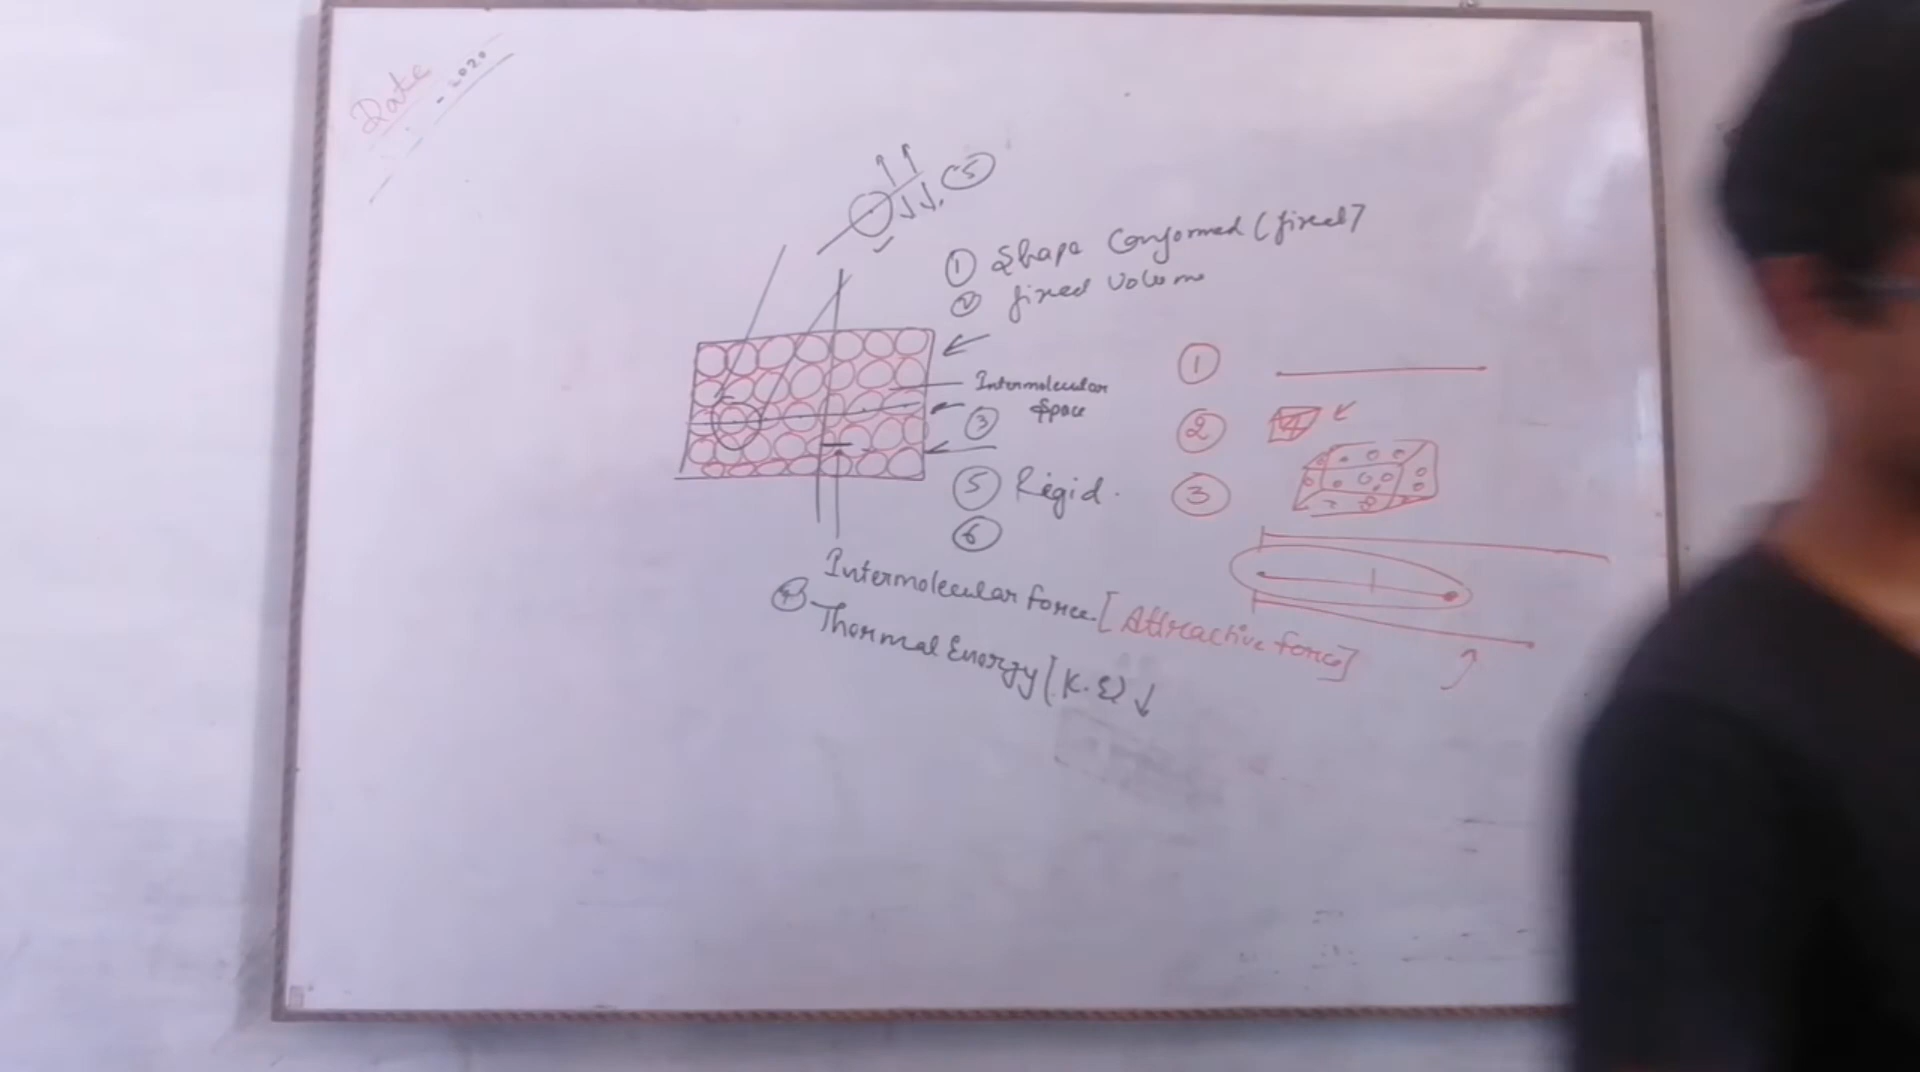 Date
- 2020
5
① Shape Conformed (fixed)
② fixed Volume
Intermolecular
Space
③
⑤ Rigid.
⑥
Intermolecular force. [Attractive force]
④ Thermal Energy [K.E) ↓
①
②
③